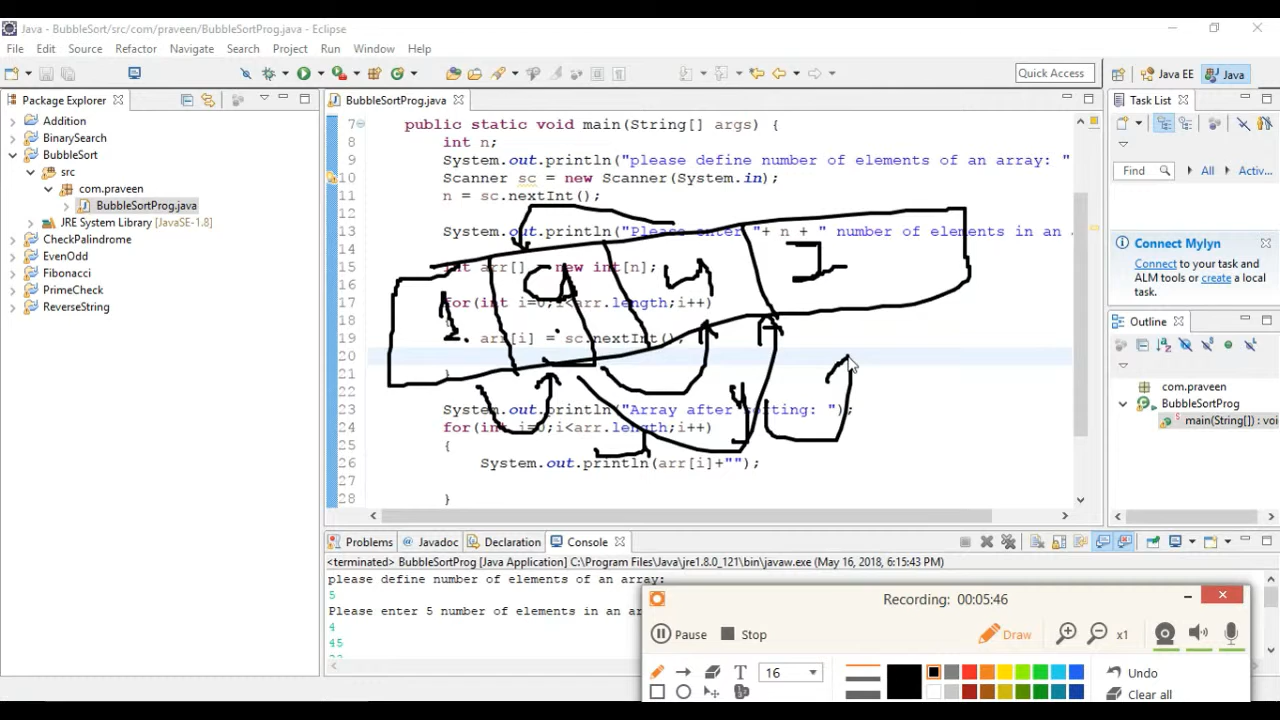 Java - BubbleSort/src/com/praveen/BubbleSortProg.java - Eclipse
File Edit Source Refactor Navigate Search Project Run Window Help
Quick Access Java EE Java
Package Explorer
Addition
BinarySearch
BubbleSort
src
com.praveen
BubbleSortProg.java
JRE System Library [JavaSE-1.8]
CheckPalindrome
EvenOdd
Fibonacci
PrimeCheck
ReverseString
BubbleSortProg.java
7 public static void main(String[] args) {
8 int n;
9 System.out.println("please define number of elements of an array: "
10 Scanner sc = new Scanner(System.in);
11 n = sc.nextInt();
12
13 System.out.println("Please enter "+ n + " number of elements in an
14
15 int arr[] = new int[n];
16
17 for(int i=0;i<arr.length;i++)
18
19 arr[i] = sc.nextInt();
20
21 }
22
23 System.out.println("Array after sorting: ");
24 for(int i=0;i<arr.length;i++)
25 {
26 System.out.println(arr[i]+"");
27
28 }
Task List
Find All Activ...
Connect Mylyn
Connect to your task and
ALM tools or create a local
task.
Outline
com.praveen
BubbleSortProg
main(String[]) : voi
Problems Javadoc Declaration Console
<terminated> BubbleSortProg [Java Application] C:\Program Files\Java\jre1.8.0_121\bin\javaw.exe (May 16, 2018, 6:15:43 PM)
please define number of elements of an array:
5
Please enter 5 number of elements in an ar
4
45
Recording: 00:05:46
Pause Stop Draw x1
T 16 Undo
Clear all